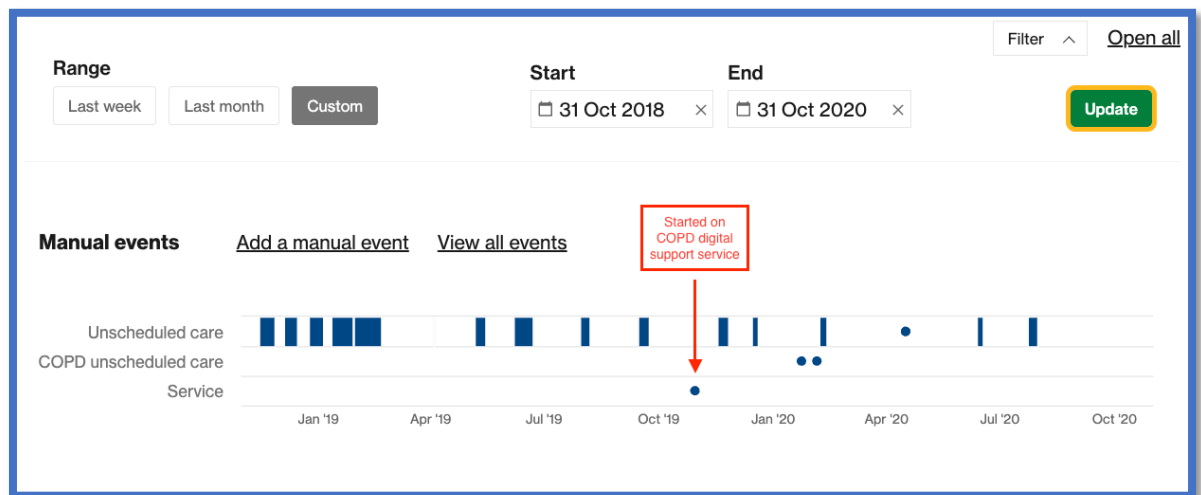 Filter Open all
Range
Start
End
Last week
Last month
Custom
31 Oct 2018 ×
31 Oct 2020 ×
Update
Manual events
Add a manual event
View all events
Started on
COPD digital
support service
Unscheduled care
COPD unscheduled care
Service
Jan '19
Apr '19
Jul '19
Oct '19
Jan '20
Apr '20
Jul '20
Oct '20